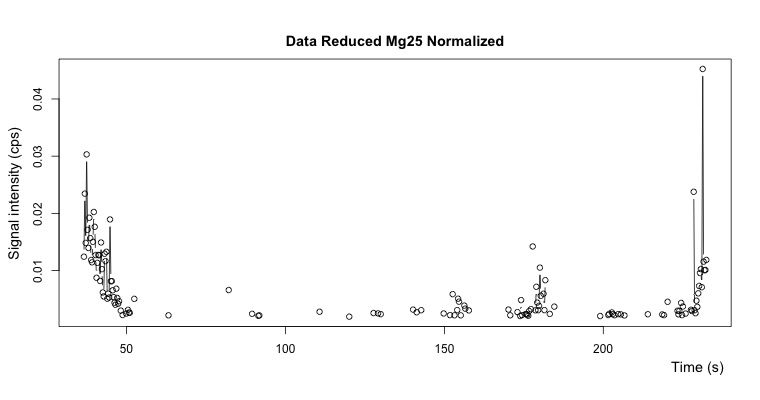 Data Reduced Mg25 Normalized
Signal intensity (cps)
0.04
0.03
0.02
0.01
50 100 150 200
Time (s)